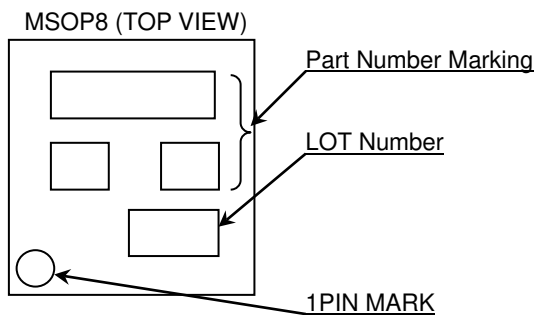 MSOP8 (TOP VIEW)
Part Number Marking
LOT Number
1PIN MARK